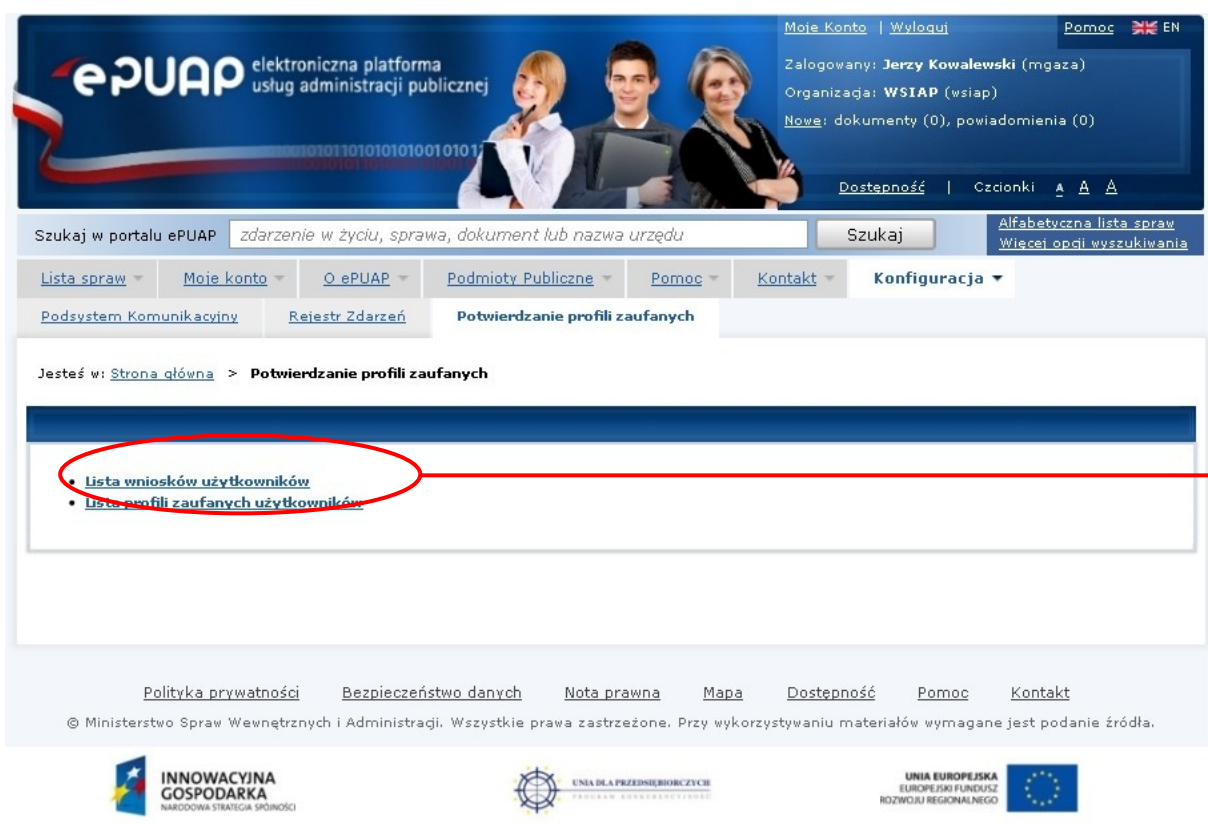 Moje Konto | Wyloguj Pomoc EN
ePUAP elektroniczna platforma
usług administracji publicznej
Zalogowany: Jerzy Kowalewski (mgaza)
Organizacja: WSIAP (wsiap)
Nowe: dokumenty (0), powiadomienia (0)
Dostępność | Czcionki A A A
Szukaj w portalu ePUAP zdarzenie w życiu, sprawa, dokument lub nazwa urzędu Szukaj
Alfabetyczna lista spraw
Więcej opcji wyszukiwania
Lista spraw Moje konto O ePUAP Podmioty Publiczne Pomoc Kontakt Konfiguracja
Podsystem Komunikacyjny Rejestr Zdarzeń Potwierdzanie profili zaufanych
Jesteś w: Strona główna > Potwierdzanie profili zaufanych
• Lista wniosków użytkowników
• Lista profili zaufanych użytkowników
Polityka prywatności Bezpieczeństwo danych Nota prawna Mapa Dostępność Pomoc Kontakt
© Ministerstwo Spraw Wewnętrznych i Administracji. Wszystkie prawa zastrzeżone. Przy wykorzystywaniu materiałów wymagane jest podanie źródła.
INNOWACYJNA
GOSPODARKA
NARODOWA STRATEGIA SPÓJNOŚCI
UNIA DLA PRZEDSIĘBIORCZYCH
PROGRAM KONKURENCYJNOŚĆ
UNIA EUROPEJSKA
EUROPEJSKI FUNDUSZ
ROZWOJU REGIONALNEGO